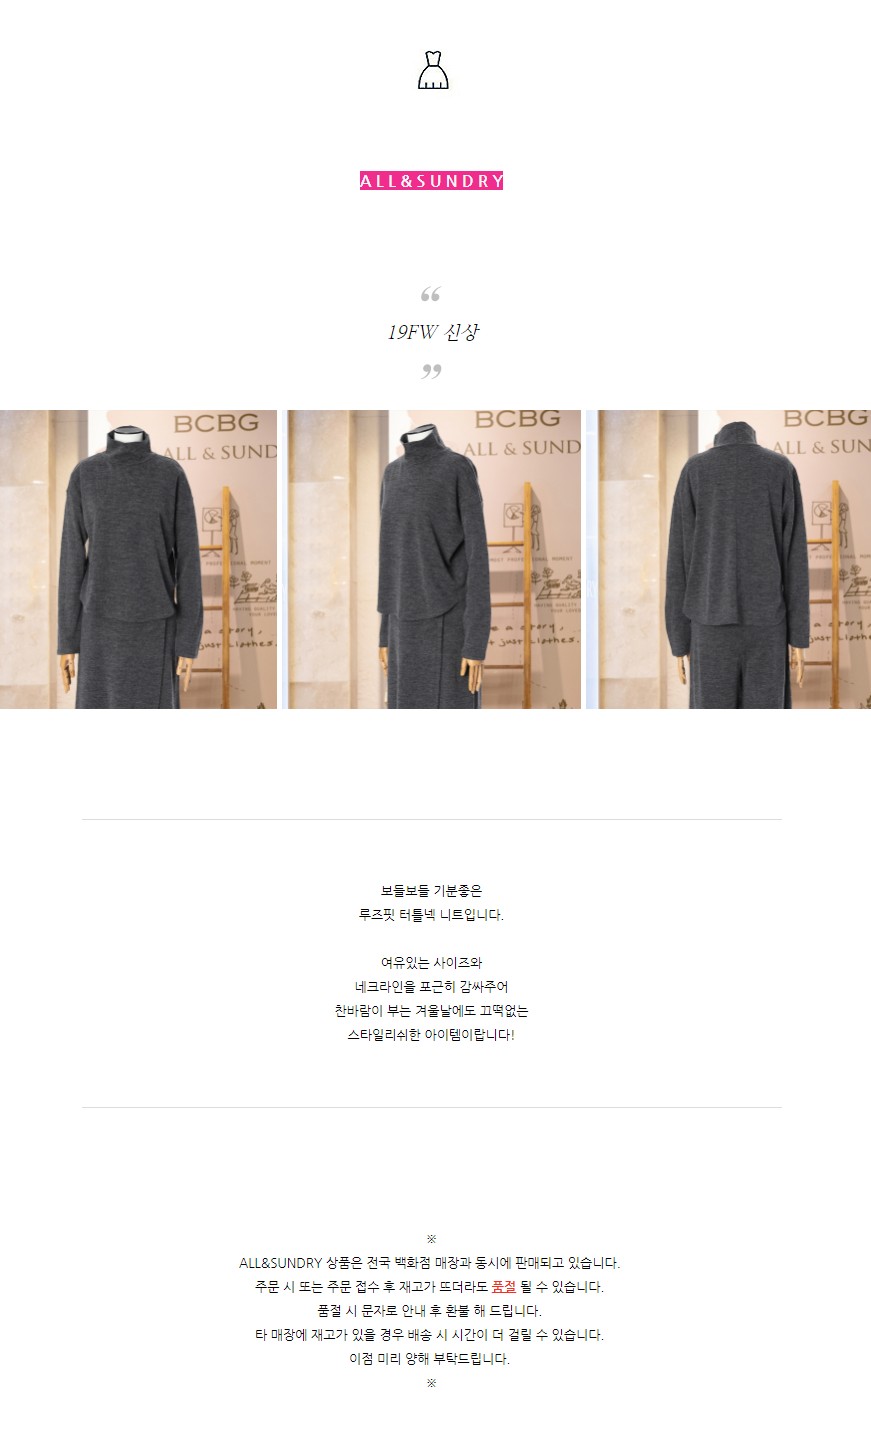 ALL&SUNDRY
“
19FW 신상
”
BCBG
ALL & SUND
BCBG
ALL & SUND
BCBG
ALL & SUND
보들보들 기분좋은
루즈핏 터틀넥 니트입니다.
여유있는 사이즈와
네크라인을 포근히 감싸주어
찬바람이 부는 겨울날에도 끄떡없는
스타일리쉬한 아이템이랍니다!
※
ALL&SUNDRY 상품은 전국 백화점 매장과 동시에 판매되고 있습니다.
주문 시 또는 주문 접수 후 재고가 뜨더라도 품절 될 수 있습니다.
품절 시 문자로 안내 후 환불 해 드립니다.
타 매장에 재고가 있을 경우 배송 시 시간이 더 걸릴 수 있습니다.
이점 미리 양해 부탁드립니다.
※